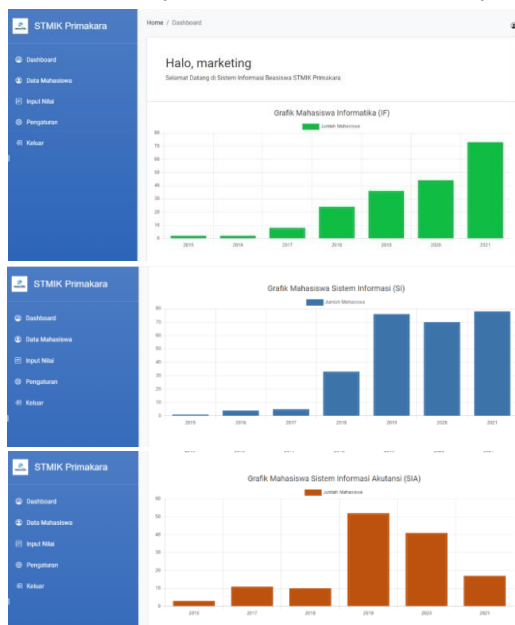 STMIK Primakara
Home / Dashboard
Dashboard
Data Mahasiswa
Input Nilai
Pengaturan
Keluar
Halo, marketing
Selamat Datang di Sistem Informasi Beasiswa STMIK Primakara
Grafik Mahasiswa Informatika (IF)
Jumlah Mahasiswa
80
70
60
50
40
30
20
10
0
2015 2016 2017 2018 2019 2020 2021
STMIK Primakara
Dashboard
Data Mahasiswa
Input Nilai
Pengaturan
Keluar
Grafik Mahasiswa Sistem Informasi (SI)
Jumlah Mahasiswa
80
70
60
50
40
30
20
10
0
2015 2016 2017 2018 2019 2020 2021
STMIK Primakara
Dashboard
Data Mahasiswa
Input Nilai
Pengaturan
Keluar
Grafik Mahasiswa Sistem Informasi Akutansi (SIA)
Jumlah Mahasiswa
60
50
40
30
20
10
0
2015 2017 2018 2019 2020 2021